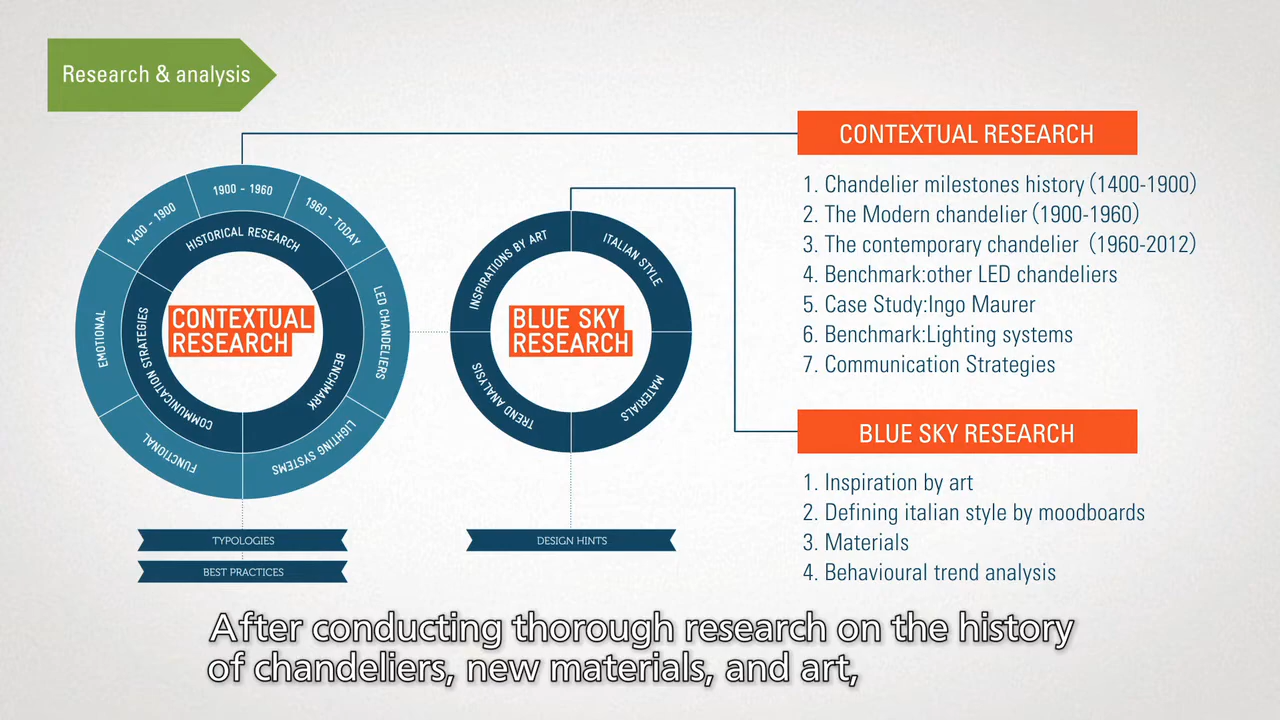 Research & analysis
1400 - 1900
1900 - 1960
1960 - TODAY
HISTORICAL RESEARCH
EMOTIONAL
COMMUNICATION STRATEGIES
FUNCTIONAL
LED CHANDELIERS
BENCHMARK
LIGHTING SYSTEMS
CONTEXTUAL
RESEARCH
TYPOLOGIES
BEST PRACTICES
INSPIRATIONS BY ART
ITALIAN STYLE
TREND ANALYSIS
MATERIALS
BLUE SKY
RESEARCH
DESIGN HINTS
CONTEXTUAL RESEARCH
1. Chandelier milestones history (1400-1900)
2. The Modern chandelier (1900-1960)
3. The contemporary chandelier (1960-2012)
4. Benchmark:other LED chandeliers
5. Case Study:Ingo Maurer
6. Benchmark:Lighting systems
7. Communication Strategies
BLUE SKY RESEARCH
1. Inspiration by art
2. Defining italian style by moodboards
3. Materials
4. Behavioural trend analysis
After conducting thorough research on the history
of chandeliers, new materials, and art,